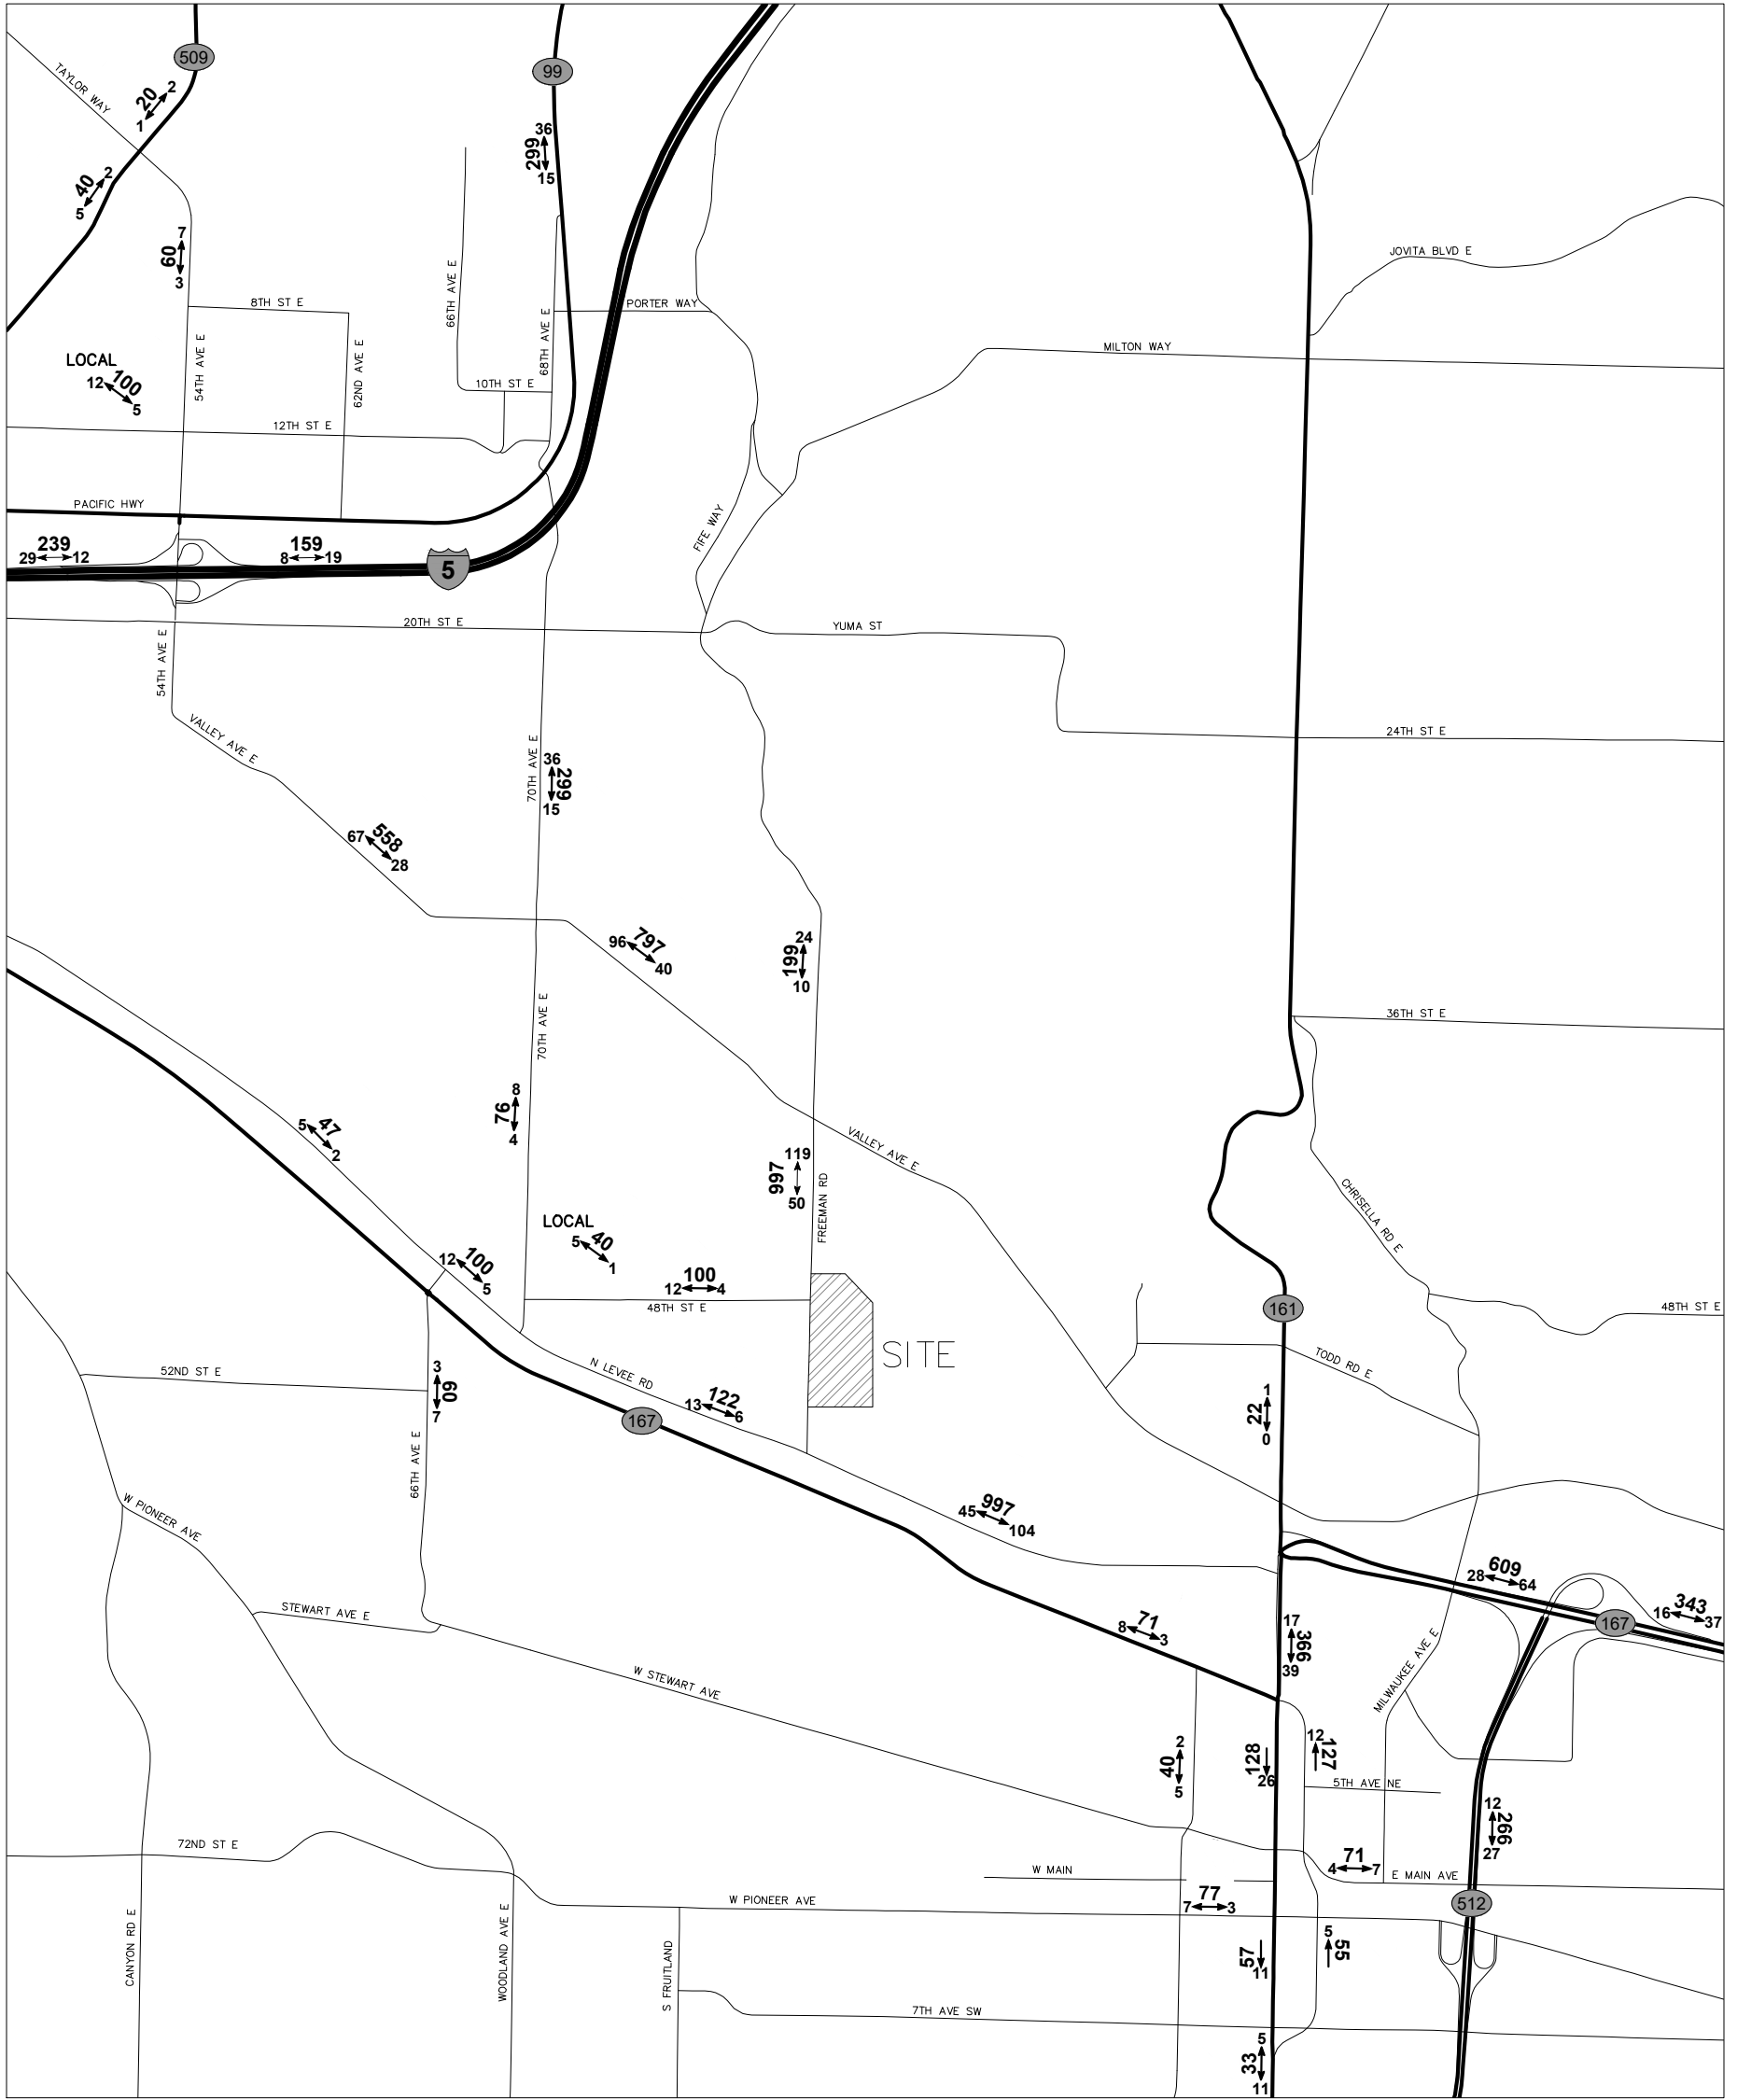 509
99
TAYLOR WAY
2
20
1
36
299
15
2
40
5
7
60
3
JOVITA BLVD E
66TH AVE E
8TH ST E
PORTER WAY
68TH AVE E
MILTON WAY
54TH AVE E
62ND AVE E
LOCAL
12
100
5
10TH ST E
12TH ST E
PACIFIC HWY
FIFE WAY
239
29
12
159
8
19
5
20TH ST E
YUMA ST
54TH AVE E
VALLEY AVE E
24TH ST E
70TH AVE E
36
299
15
67
558
28
96
797
40
24
199
10
70TH AVE E
36TH ST E
8
76
4
5
47
2
VALLEY AVE E
119
997
50
FREEMAN RD
CHRISELLA RD E
LOCAL
5
40
1
12
100
5
100
12
4
48TH ST E
161
48TH ST E
SITE
52ND ST E
3
60
7
N LEVEE RD
TODD RD E
13
122
6
167
1
22
0
66TH AVE E
W PIONEER AVE
45
997
104
609
28
64
343
16
37
167
STEWART AVE E
8
71
3
17
366
39
MILWAUKEE AVE E
W STEWART AVE
2
40
5
128
26
12
127
5TH AVE NE
12
266
27
72ND ST E
W MAIN
71
4
7
E MAIN AVE
W PIONEER AVE
77
7
3
512
CANYON RD E
WOODLAND AVE E
S FRUITLAND
57
11
5
55
7TH AVE SW
5
33
11